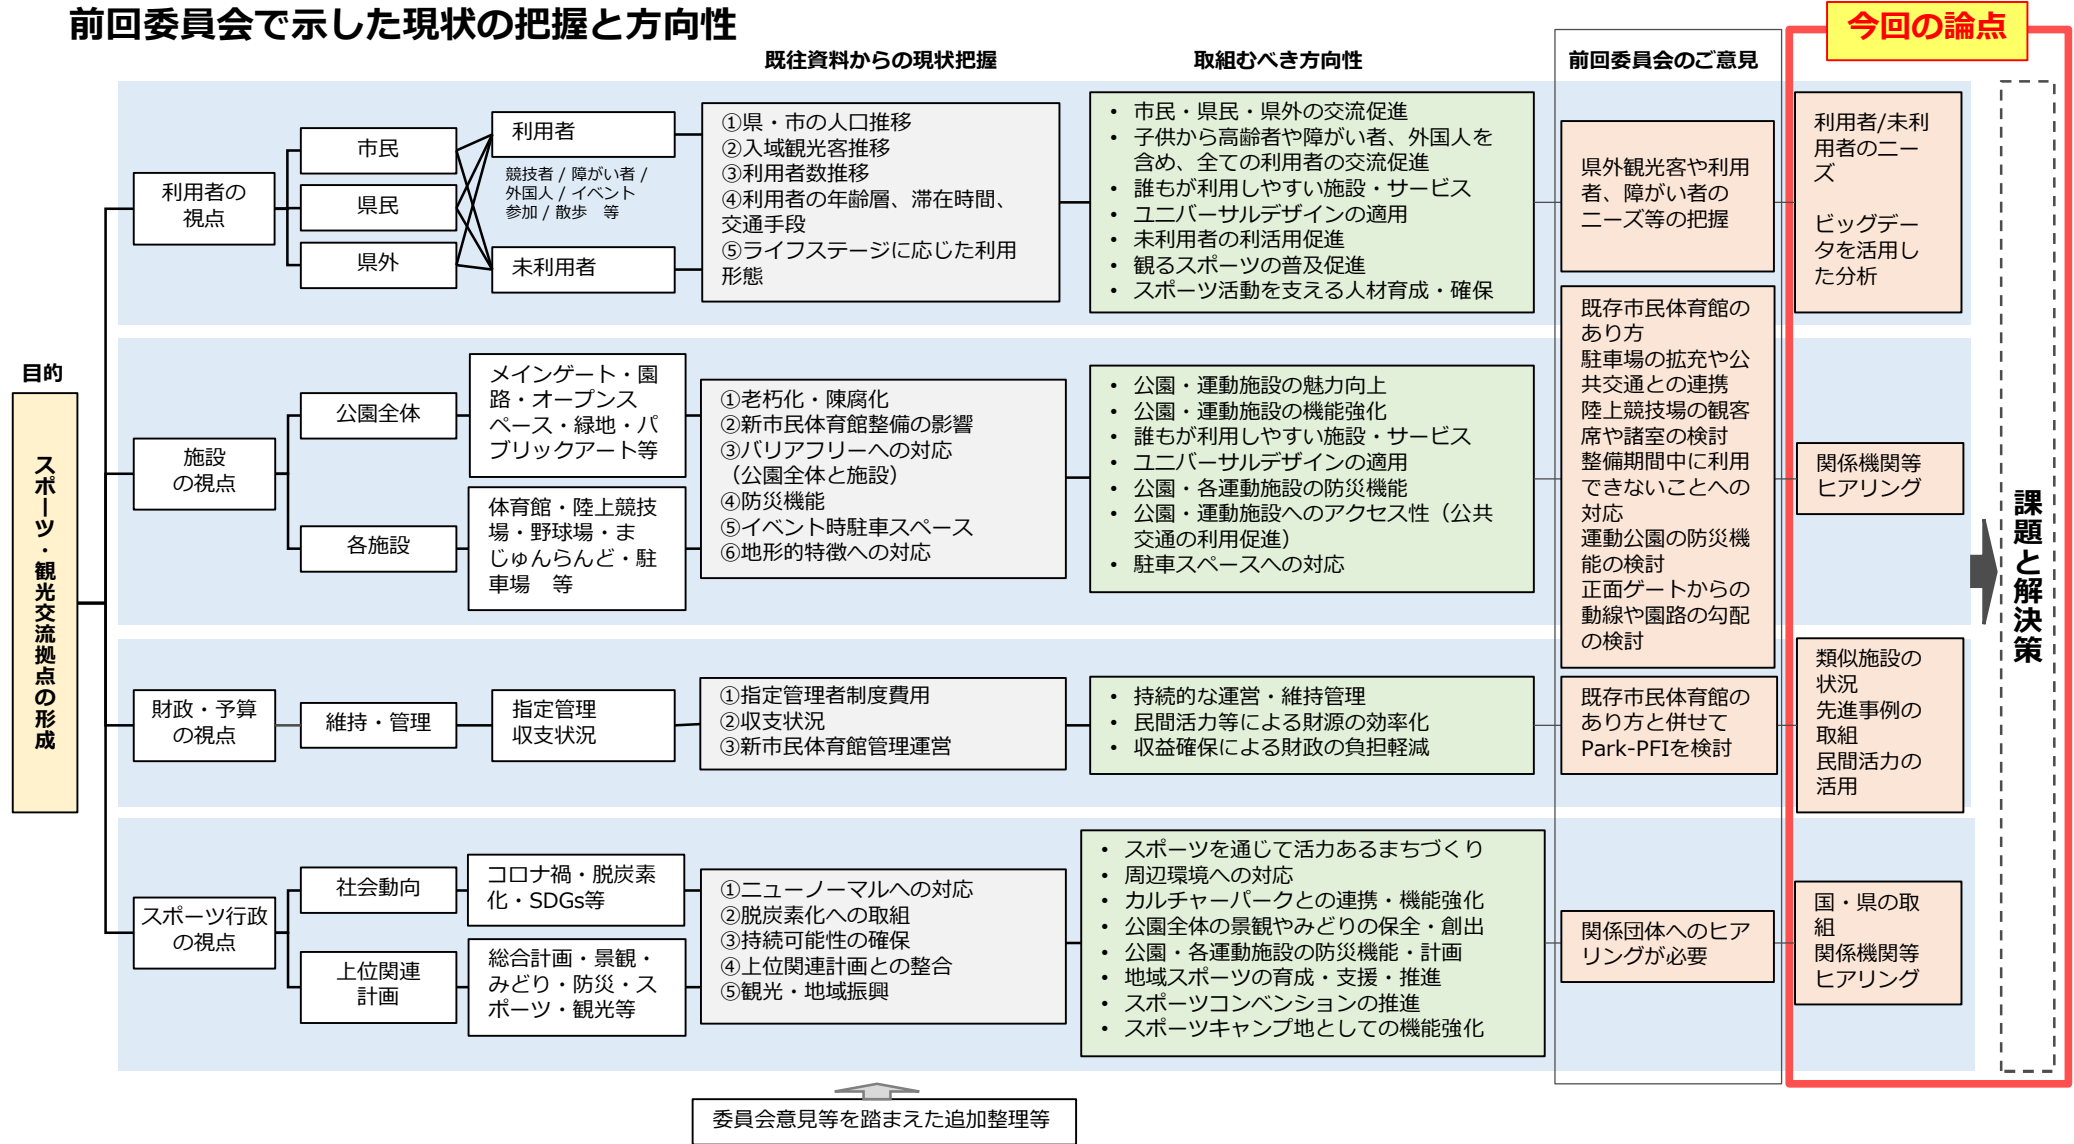 前回委員会で示した現状の把握と方向性
今回の論点
既往資料からの現状把握
取組むべき方向性
前回委員会のご意見
目的
スポーツ・観光交流拠点の形成
利用者の
視点
市民
県民
県外
利用者
競技者 / 障がい者 /
外国人 / イベント
参加 / 散歩　等
未利用者
①県・市の人口推移
②入域観光客推移
③利用者数推移
④利用者の年齢層、滞在時間、
交通手段
⑤ライフステージに応じた利用
形態
• 市民・県民・県外の交流促進
• 子供から高齢者や障がい者、外国人を
含め、全ての利用者の交流促進
• 誰もが利用しやすい施設・サービス
• ユニバーサルデザインの適用
• 未利用者の利活用促進
• 観るスポーツの普及促進
• スポーツ活動を支える人材育成・確保
県外観光客や利用
者、障がい者の
ニーズ等の把握
利用者/未利
用者のニー
ズ
ビッグデー
タを活用し
た分析
施設
の視点
公園全体
各施設
メインゲート・園
路・オープンス
ペース・緑地・パ
ブリックアート等
体育館・陸上競技
場・野球場・ま
じゅんらんど・駐
車場　等
①老朽化・陳腐化
②新市民体育館整備の影響
③バリアフリーへの対応
（公園全体と施設）
④防災機能
⑤イベント時駐車スペース
⑥地形的特徴への対応
• 公園・運動施設の魅力向上
• 公園・運動施設の機能強化
• 誰もが利用しやすい施設・サービス
• ユニバーサルデザインの適用
• 公園・各運動施設の防災機能
• 公園・運動施設へのアクセス性（公共
交通の利用促進）
• 駐車スペースへの対応
既存市民体育館の
あり方
駐車場の拡充や公
共交通との連携
陸上競技場の観客
席や諸室の検討
整備期間中に利用
できないことへの
対応
運動公園の防災機
能の検討
正面ゲートからの
動線や園路の勾配
の検討
関係機関等
ヒアリング
財政・予算
の視点
維持・管理
指定管理
収支状況
①指定管理者制度費用
②収支状況
③新市民体育館管理運営
• 持続的な運営・維持管理
• 民間活力等による財源の効率化
• 収益確保による財政の負担軽減
既存市民体育館の
あり方と併せて
Park-PFIを検討
類似施設の
状況
先進事例の
取組
民間活力の
活用
スポーツ行政
の視点
社会動向
上位関連
計画
コロナ禍・脱炭素
化・SDGs等
総合計画・景観・
みどり・防災・ス
ポーツ・観光等
①ニューノーマルへの対応
②脱炭素化への取組
③持続可能性の確保
④上位関連計画との整合
⑤観光・地域振興
• スポーツを通じて活力あるまちづくり
• 周辺環境への対応
• カルチャーパークとの連携・機能強化
• 公園全体の景観やみどりの保全・創出
• 公園・各運動施設の防災機能・計画
• 地域スポーツの育成・支援・推進
• スポーツコンベンションの推進
• スポーツキャンプ地としての機能強化
関係団体へのヒア
リングが必要
国・県の取
組
関係機関等
ヒアリング
課題と解決策
委員会意見等を踏まえた追加整理等